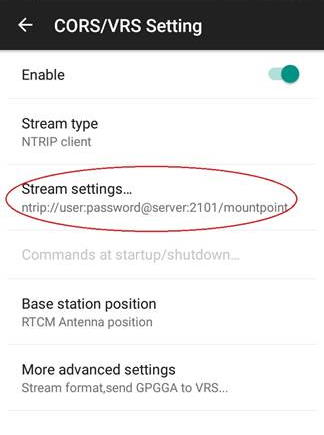 CORS/VRS Setting
Enable
Stream type
NTRIP client
Stream settings...
ntrip://user:password@server:2101/mountpoint
Commands at startup/shutdown...
Base station position
RTCM Antenna position
More advanced settings
Stream format,send GPGGA to VRS...